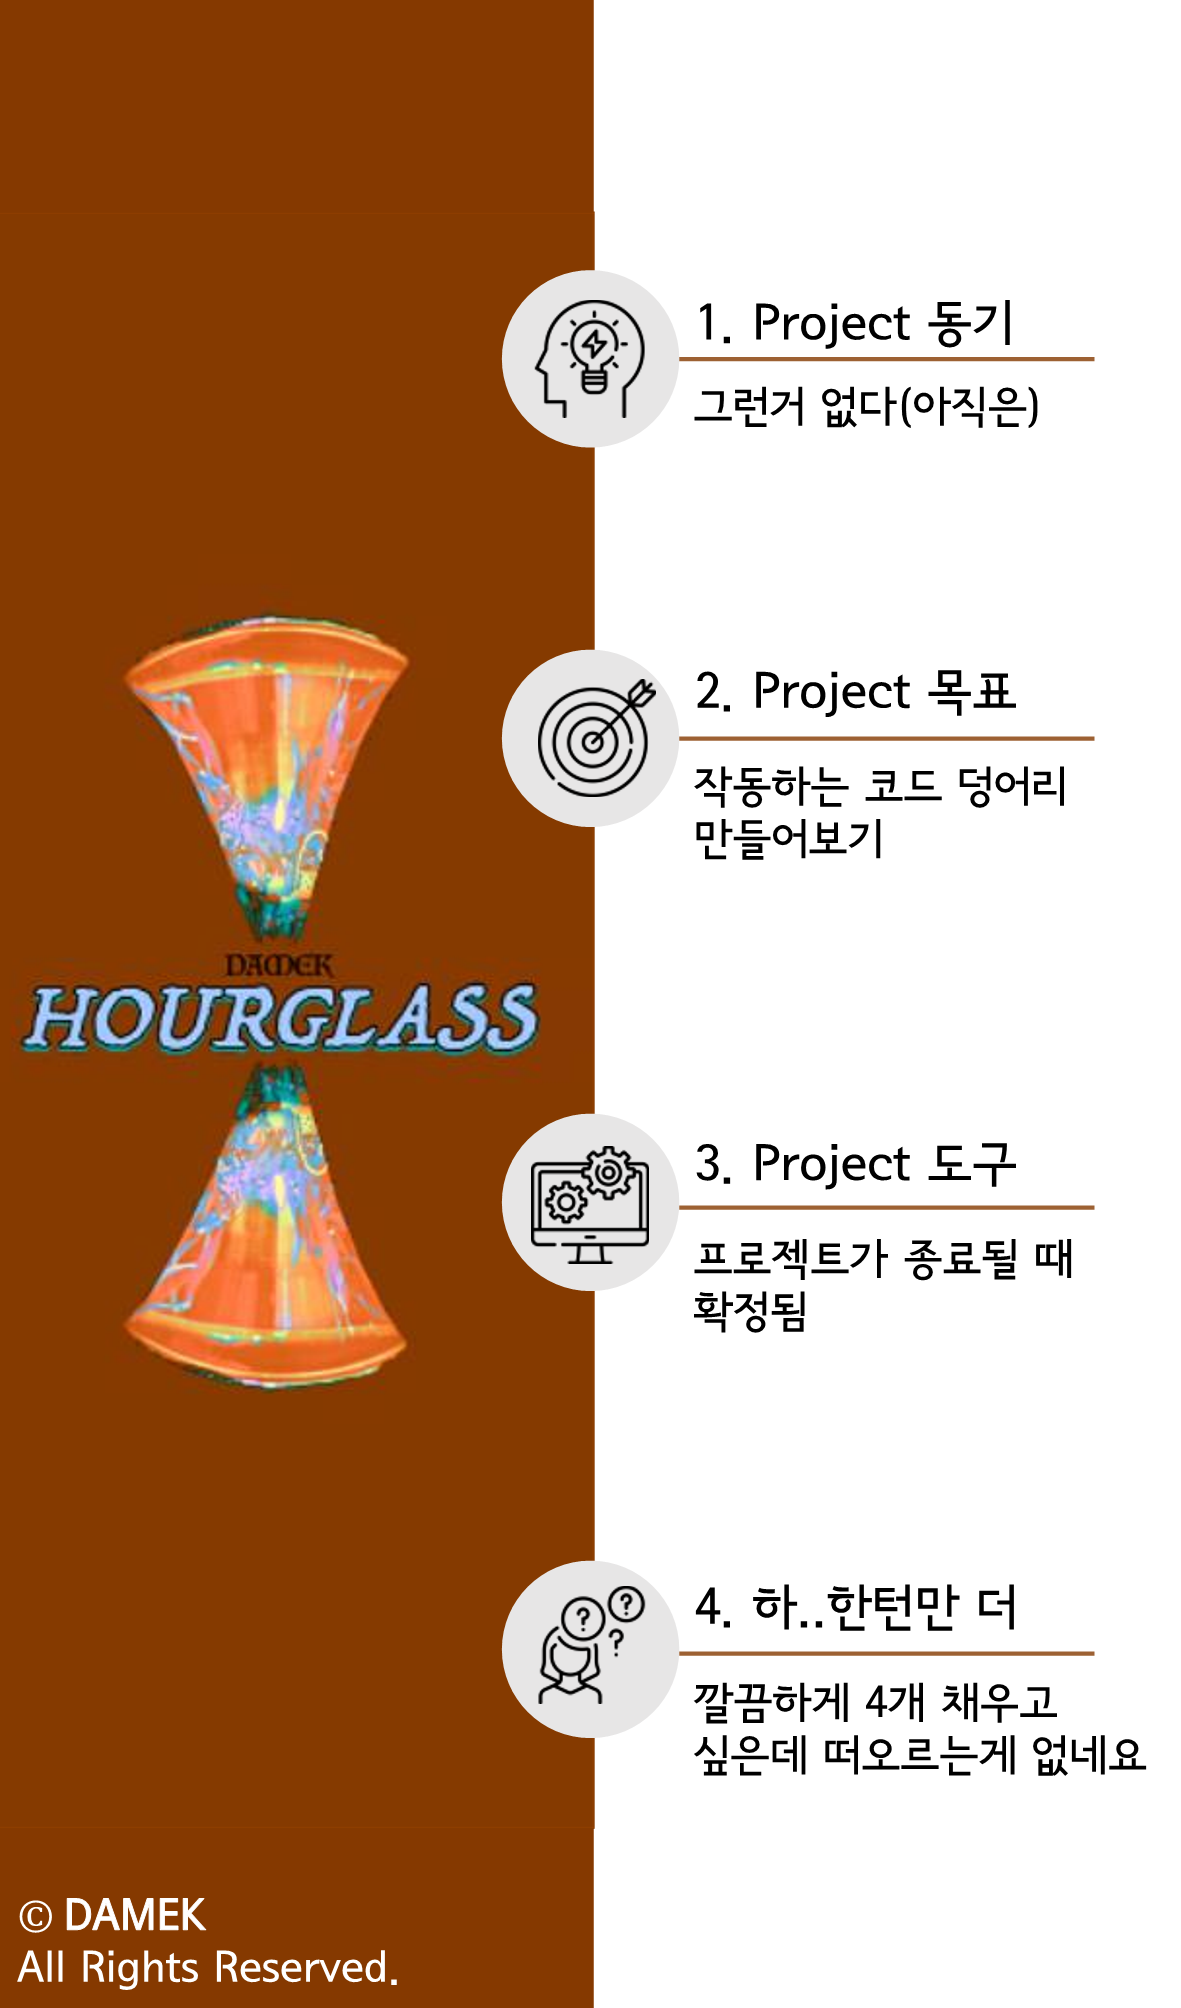 1. Project 동기
그런거 없다(아직은)
2. Project 목표
작동하는 코드 덩어리
만들어보기
DAMEK
HOURGLASS
3. Project 도구
프로젝트가 종료될 때
확정됨
4. 하..한턴만 더
깔끔하게 4개 채우고
싶은데 떠오르는게 없네요
© DAMEK
All Rights Reserved.